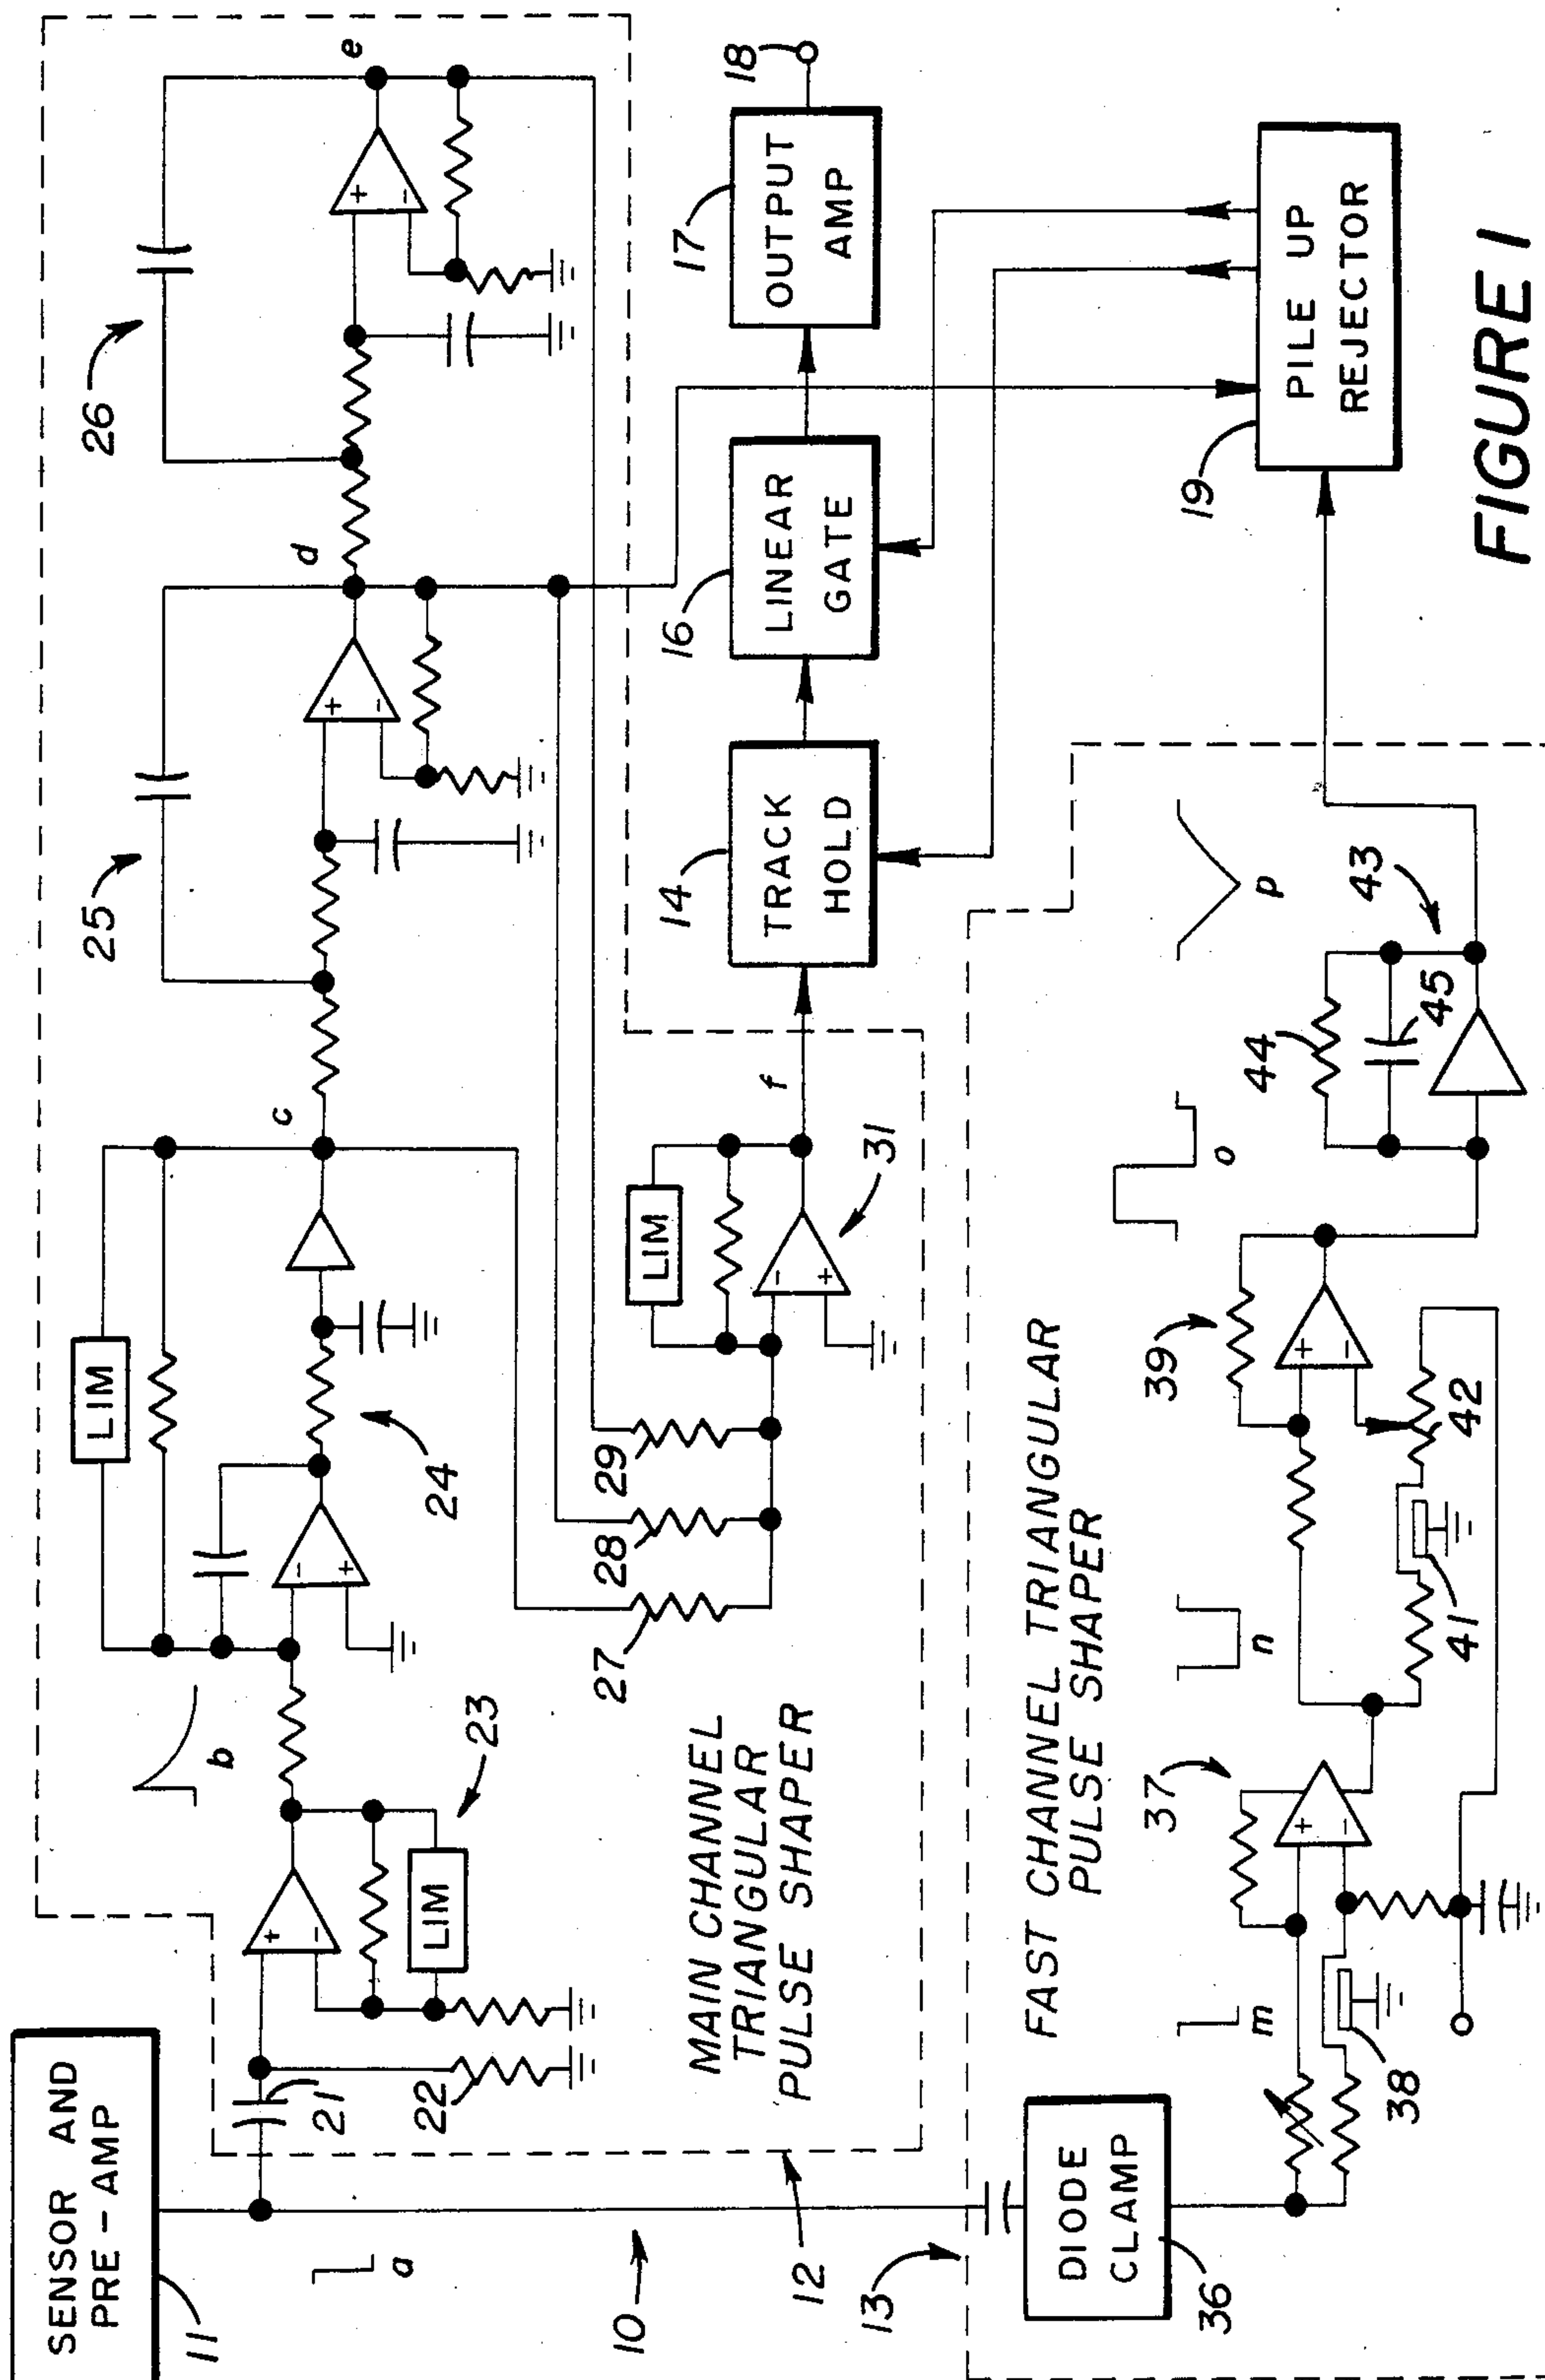 SENSOR AND
PRE-AMP
11
a
10
12
21
22
+
-
LIM
23
b
LIM
-
+
24
c
25
+
-
d
26
+
-
e
MAIN CHANNEL
TRIANGULAR
PULSE SHAPER
27
28
29
LIM
-
+
31
f
14
TRACK
HOLD
16
LINEAR
GATE
17
OUTPUT
AMP
18
13
DIODE
CLAMP
36
FAST CHANNEL TRIANGULAR
PULSE SHAPER
m
38
37
+
-
n
41
42
39
+
-
o
44
45
43
p
19
PILE UP
REJECTOR
FIGURE 1